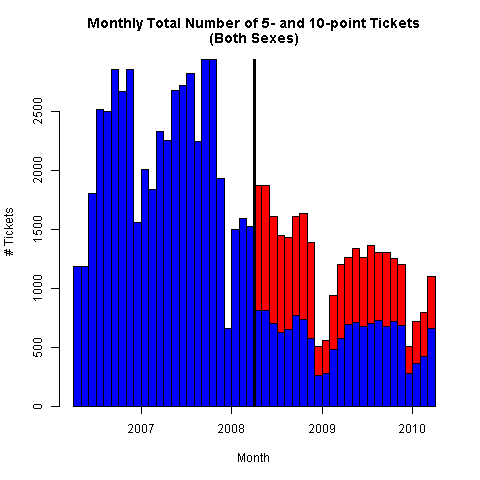 Monthly Total Number of 5- and 10-point Tickets
(Both Sexes)
# Tickets
2500
2000
1500
1000
500
0
2007 2008 2009 2010
Month